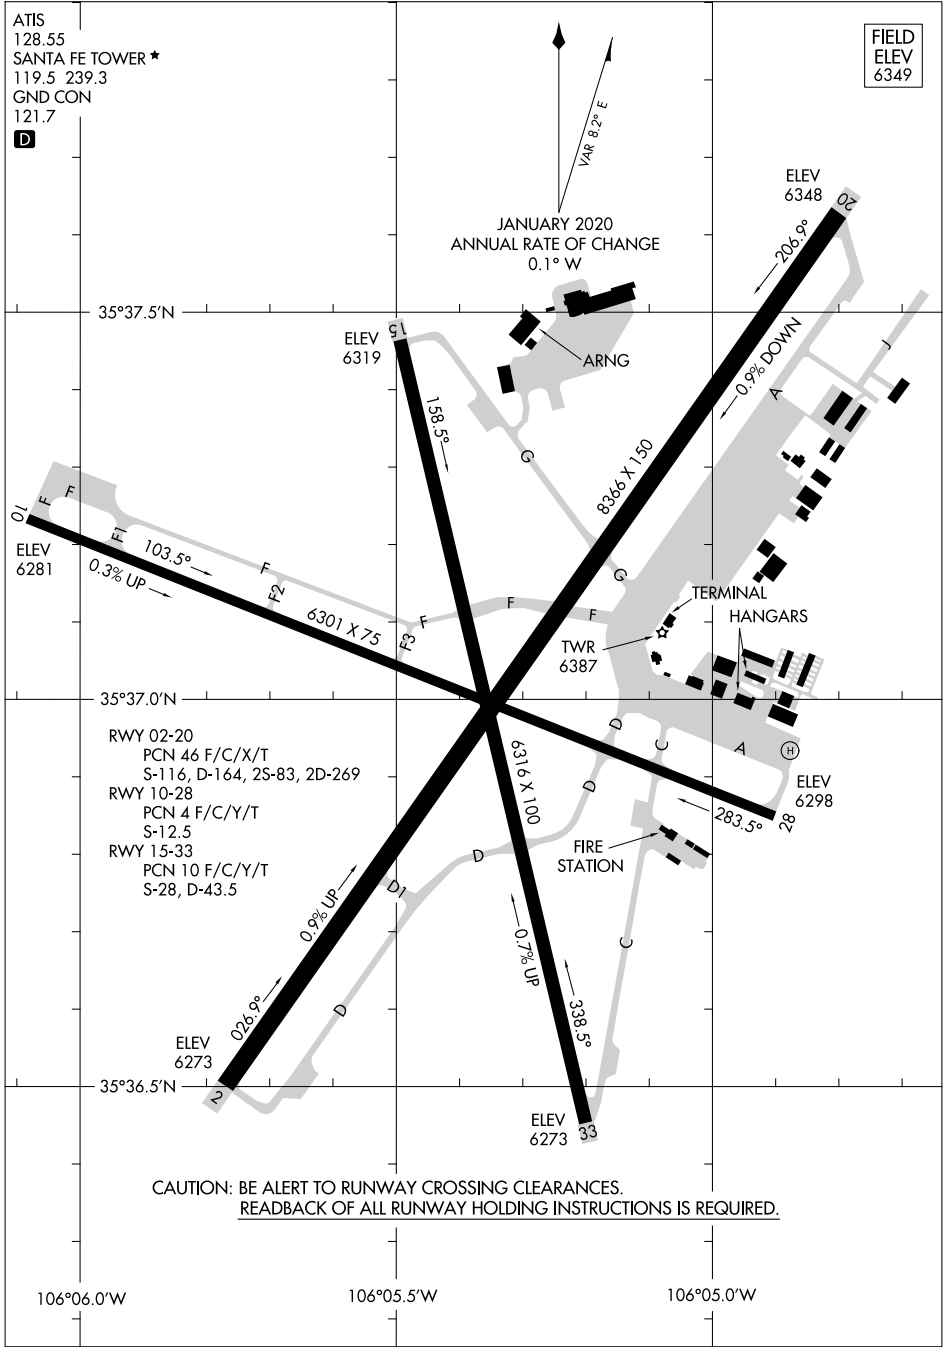 ATIS
128.55
SANTA FE TOWER ★
119.5 239.3
GND CON
121.7
D
FIELD
ELEV
6349
VAR 8.2° E
JANUARY 2020
ANNUAL RATE OF CHANGE
0.1° W
ELEV
6348
20
206.9°
0.9% DOWN
35°37.5'N
ELEV
6319
15
ARNG
J
A
158.5°
8366 X 150
G
F
F
01
F1
ELEV
6281
103.5°
0.3% UP
F
F2
G
TERMINAL
6301 X 75
F
F
F
HANGARS
F3
TWR
6387
35°37.0'N
D
C
A
H
RWY 02-20
PCN 46 F/C/X/T
S-116, D-164, 2S-83, 2D-269
RWY 10-28
PCN 4 F/C/Y/T
S-12.5
RWY 15-33
PCN 10 F/C/Y/T
S-28, D-43.5
6316 X 100
D
ELEV
6298
283.5°
28
FIRE
STATION
D
D1
0.9% UP
0.7% UP
C
026.9°
D
338.5°
ELEV
6273
35°36.5'N
2
ELEV
6273
33
CAUTION: BE ALERT TO RUNWAY CROSSING CLEARANCES.
READBACK OF ALL RUNWAY HOLDING INSTRUCTIONS IS REQUIRED.
106°06.0'W
106°05.5'W
106°05.0'W